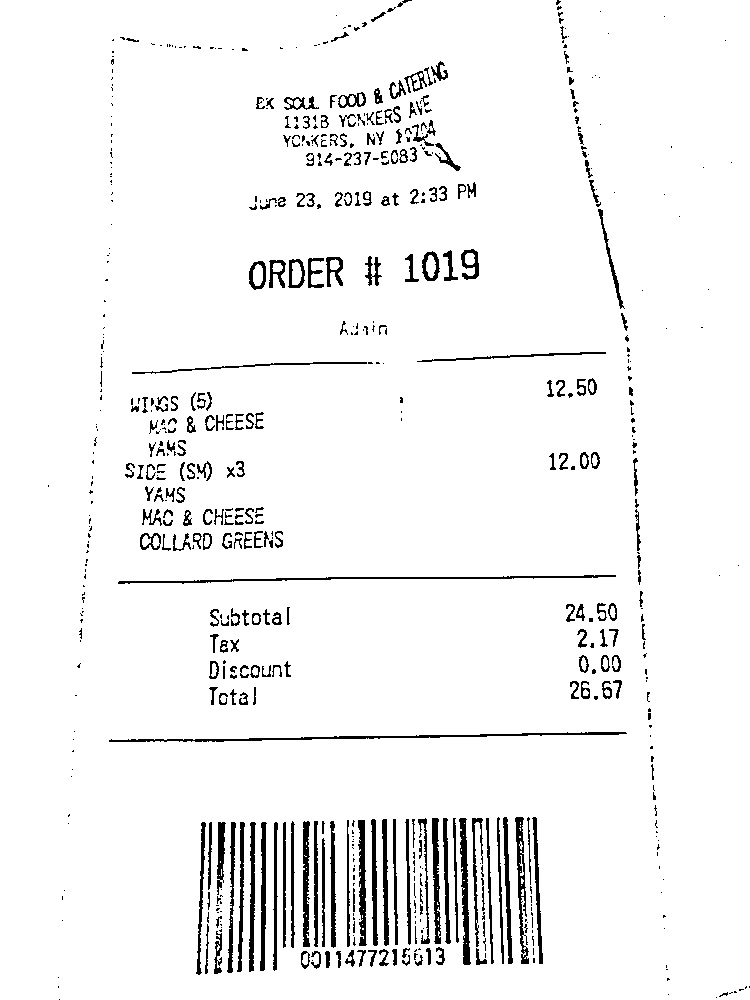 BK SOUL FOOD & CATERING
1131B YONKERS AVE
YONKERS, NY 10704
914-237-5083
June 23, 2019 at 2:33 PM
ORDER # 1019
Admin
WINGS (5) 12.50
MAC & CHEESE
YAMS
SIDE (SM) x3 12.00
YAMS
MAC & CHEESE
COLLARD GREENS
Subtotal 24.50
Tax 2.17
Discount 0.00
Total 26.67
0011477215613